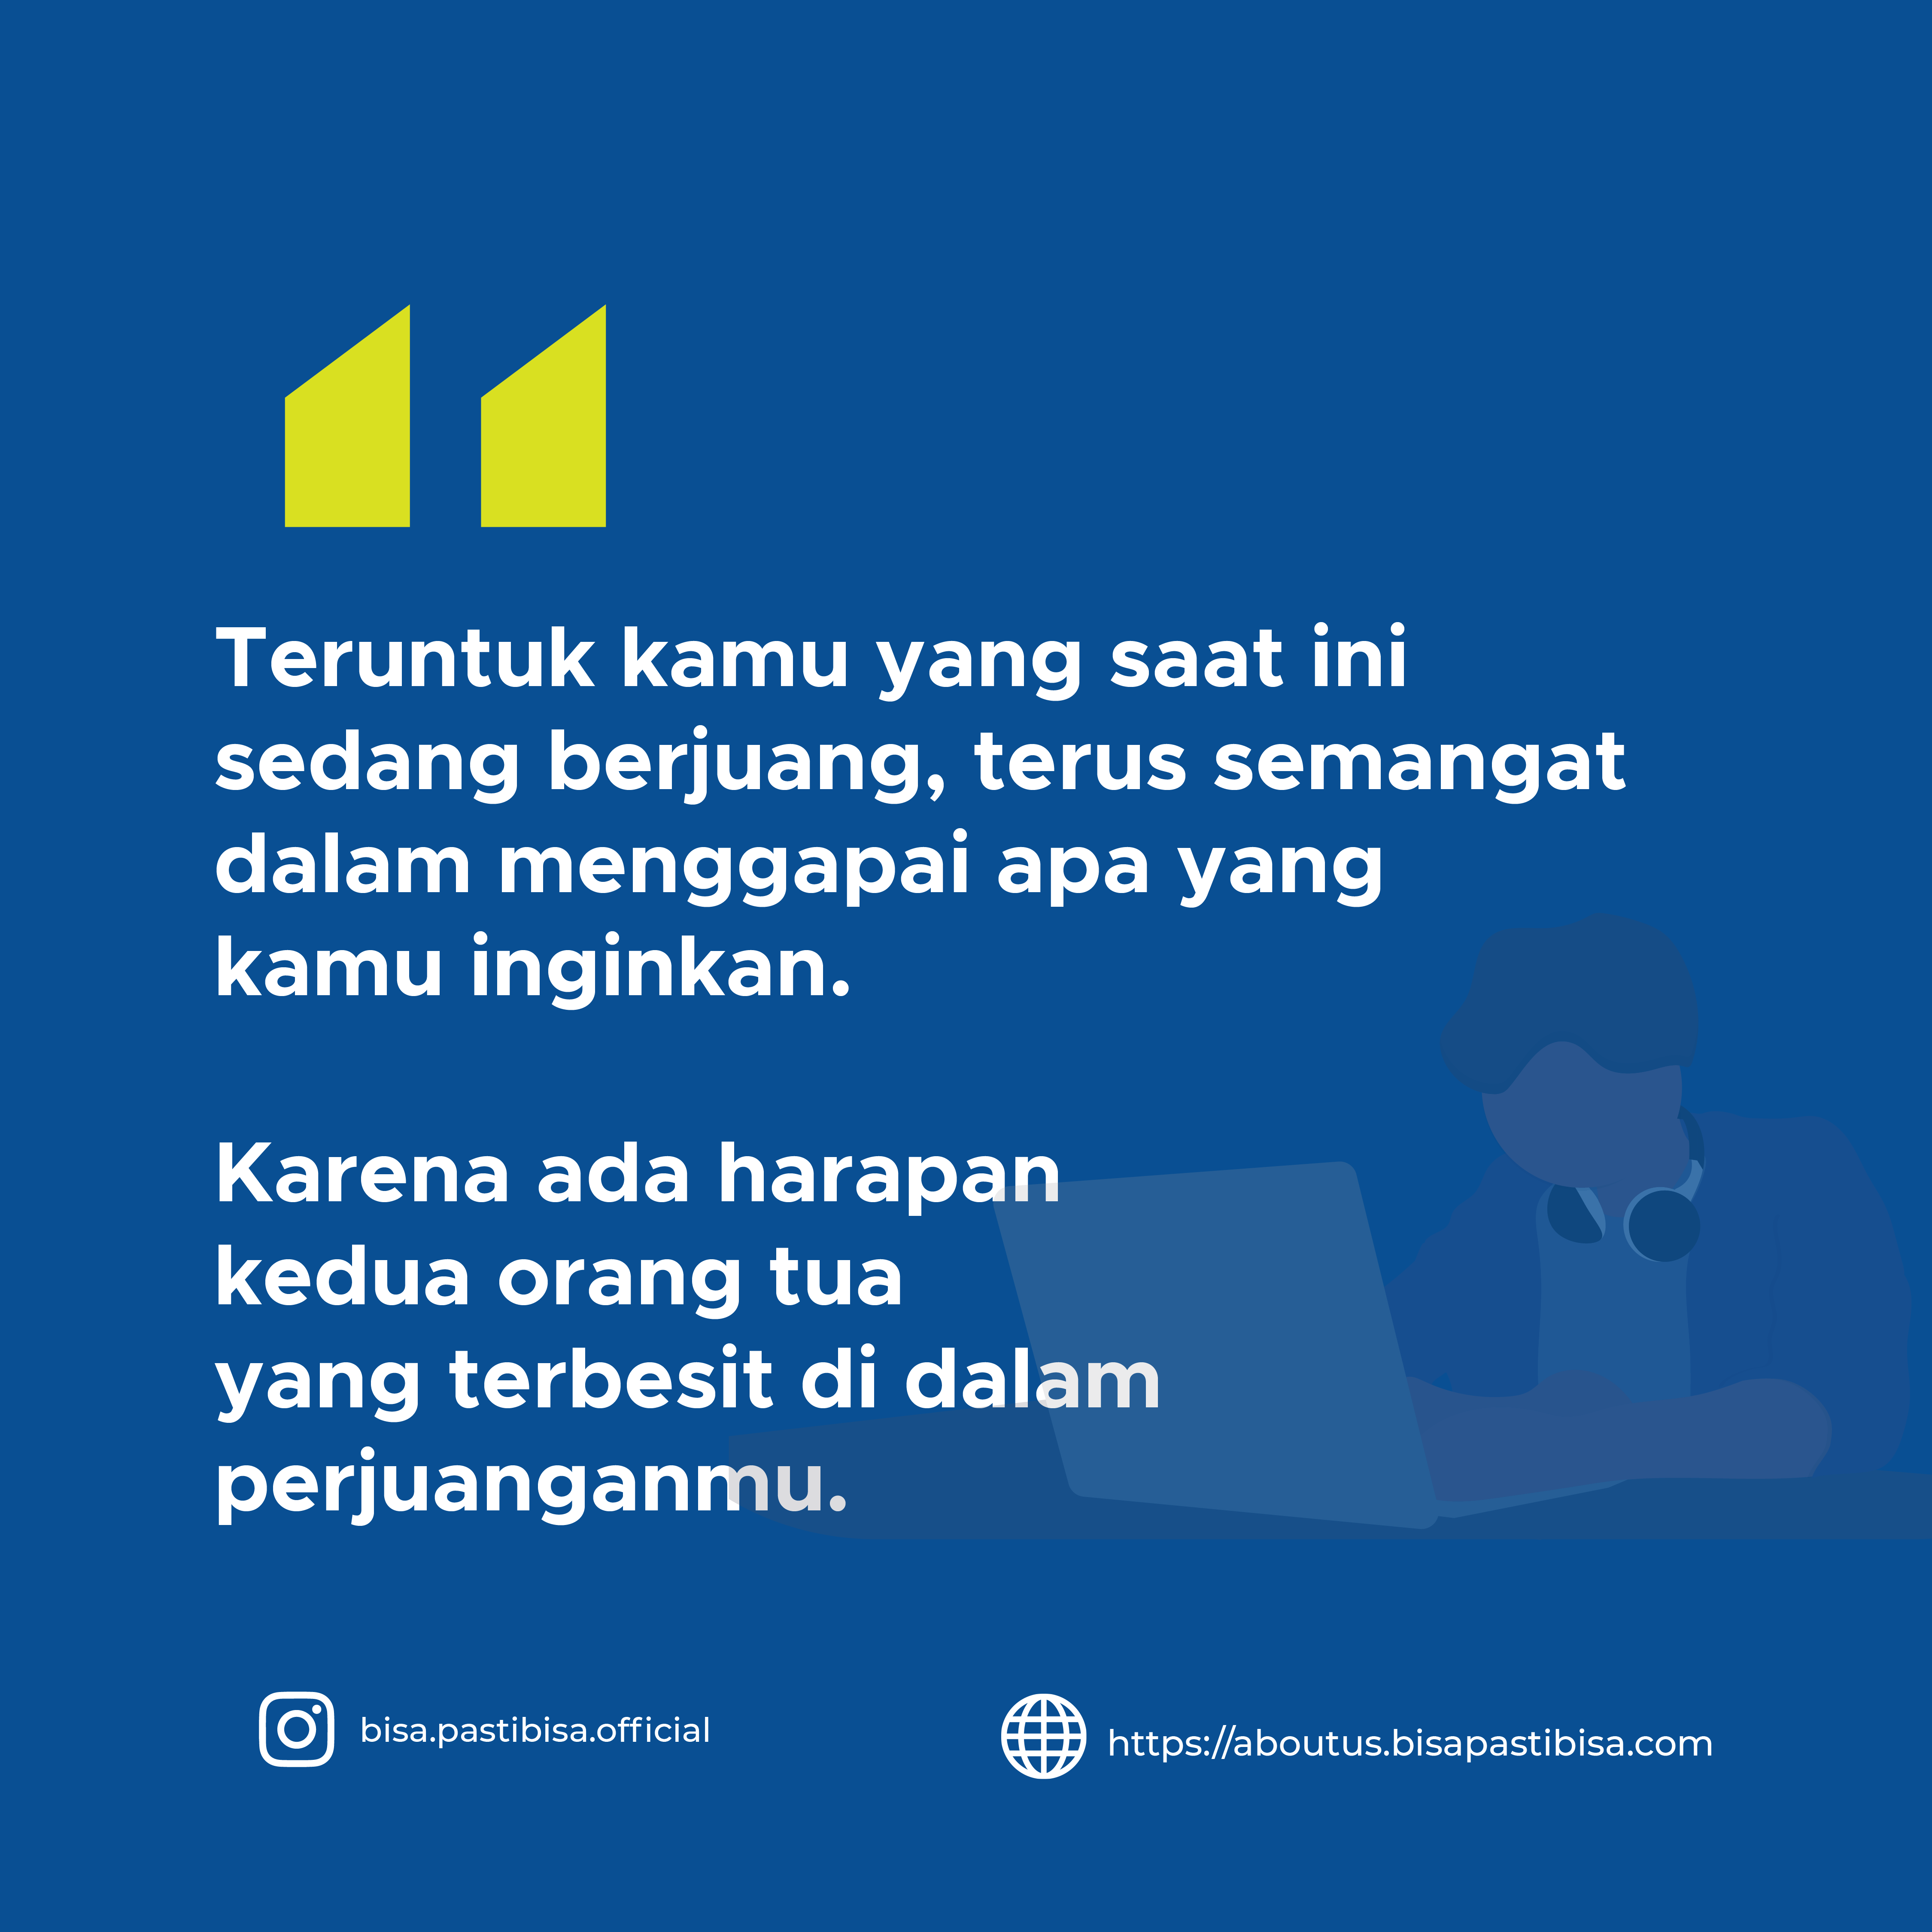 Teruntuk kamu yang saat ini
sedang berjuang, terus semangat
dalam menggapai apa yang
kamu inginkan.
Karena ada harapan
kedua orang tua
yang terbesit di dalam
perjuanganmu.
bisa.pastibisa.official
https://aboutus.bisapastibisa.com